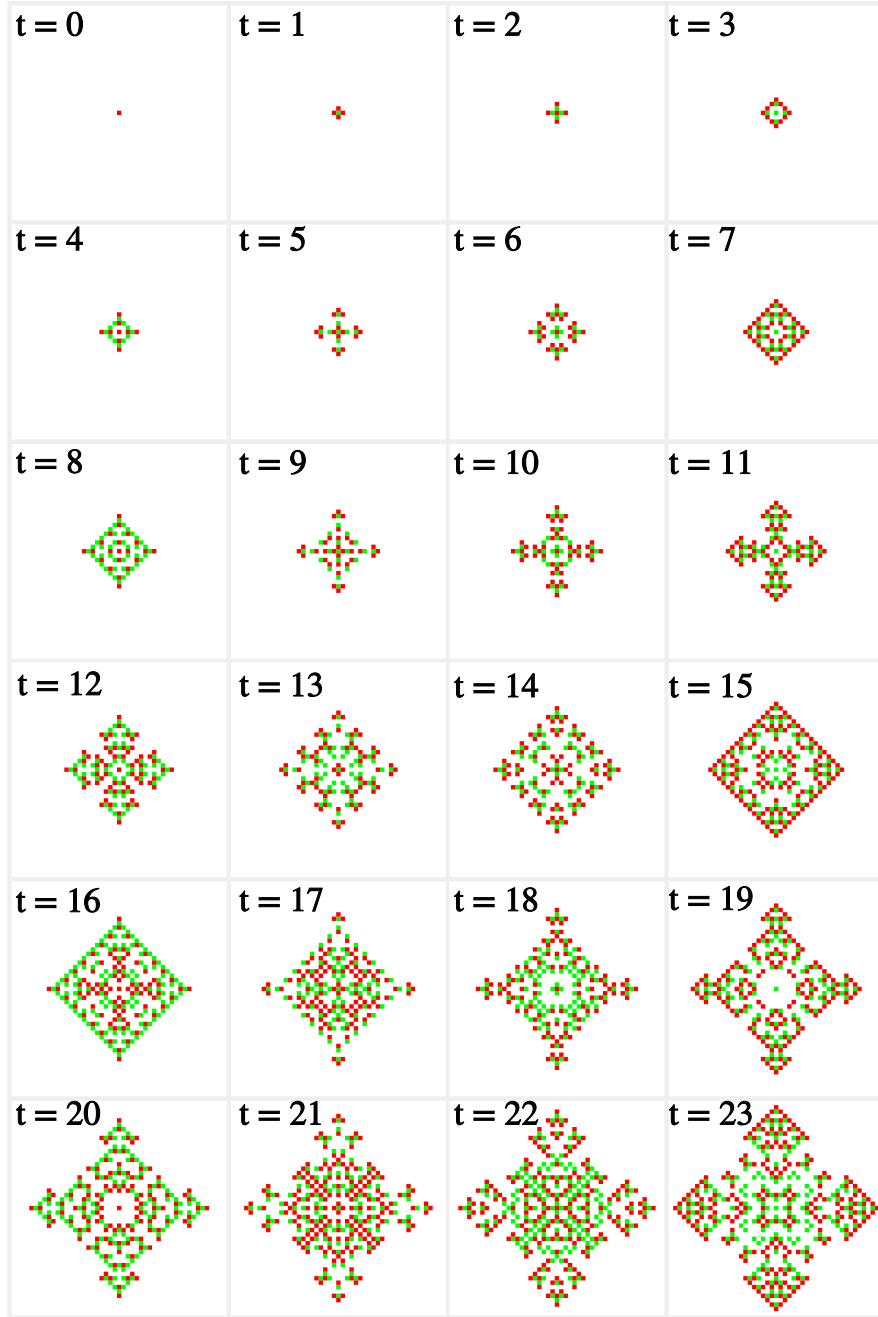 t = 0 t = 1 t = 2 t = 3
t = 4 t = 5 t = 6 t = 7
t = 8 t = 9 t = 10 t = 11
t = 12 t = 13 t = 14 t = 15
t = 16 t = 17 t = 18 t = 19
t = 20 t = 21 t = 22 t = 23